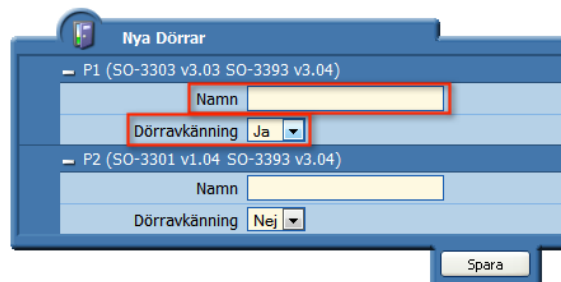 Nya Dörrar
P1 (SO-3303 v3.03 SO-3393 v3.04)
Namn
Dörravkänning Ja
P2 (SO-3301 v1.04 SO-3393 v3.04)
Namn
Dörravkänning Nej
Spara